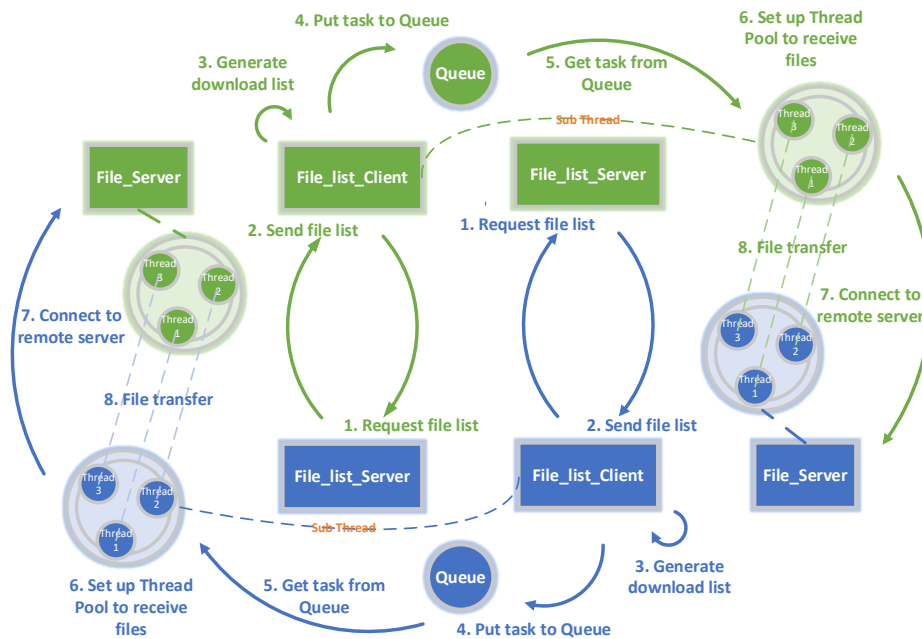 4. Put task to Queue
6. Set up Thread
Pool to receive
files
3. Generate
download list
Queue
5. Get task from
Queue
Sub Thread
Thread
3
Thread
2
Thread
1
File_Server
File_list_Client
File_list_Server
2. Send file list
1. Request file list
8. File transfer
Thread
3
Thread
2
Thread
1
7. Connect to
remote server
7. Connect to
remote server
Thread
3
Thread
2
Thread
1
8. File transfer
1. Request file list
2. Send file list
File_list_Server
File_list_Client
File_Server
Thread
3
Thread
2
Thread
1
Sub Thread
Queue
3. Generate
download list
6. Set up Thread
Pool to receive
files
5. Get task from
Queue
4. Put task to Queue